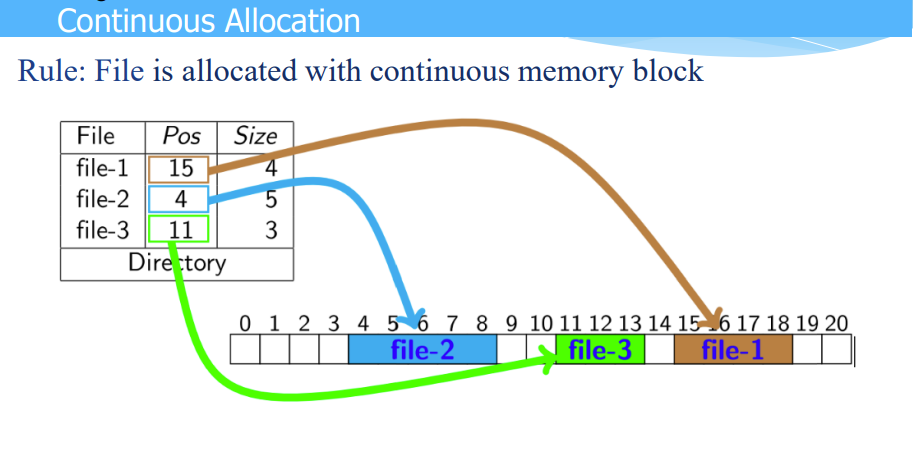 Continuous Allocation
Rule: File is allocated with continuous memory block
File Pos Size
file-1 15 4
file-2 4 5
file-3 11 3
Directory
0 1 2 3 4 5 6 7 8 9 10 11 12 13 14 15 16 17 18 19 20
file-2 file-3 file-1